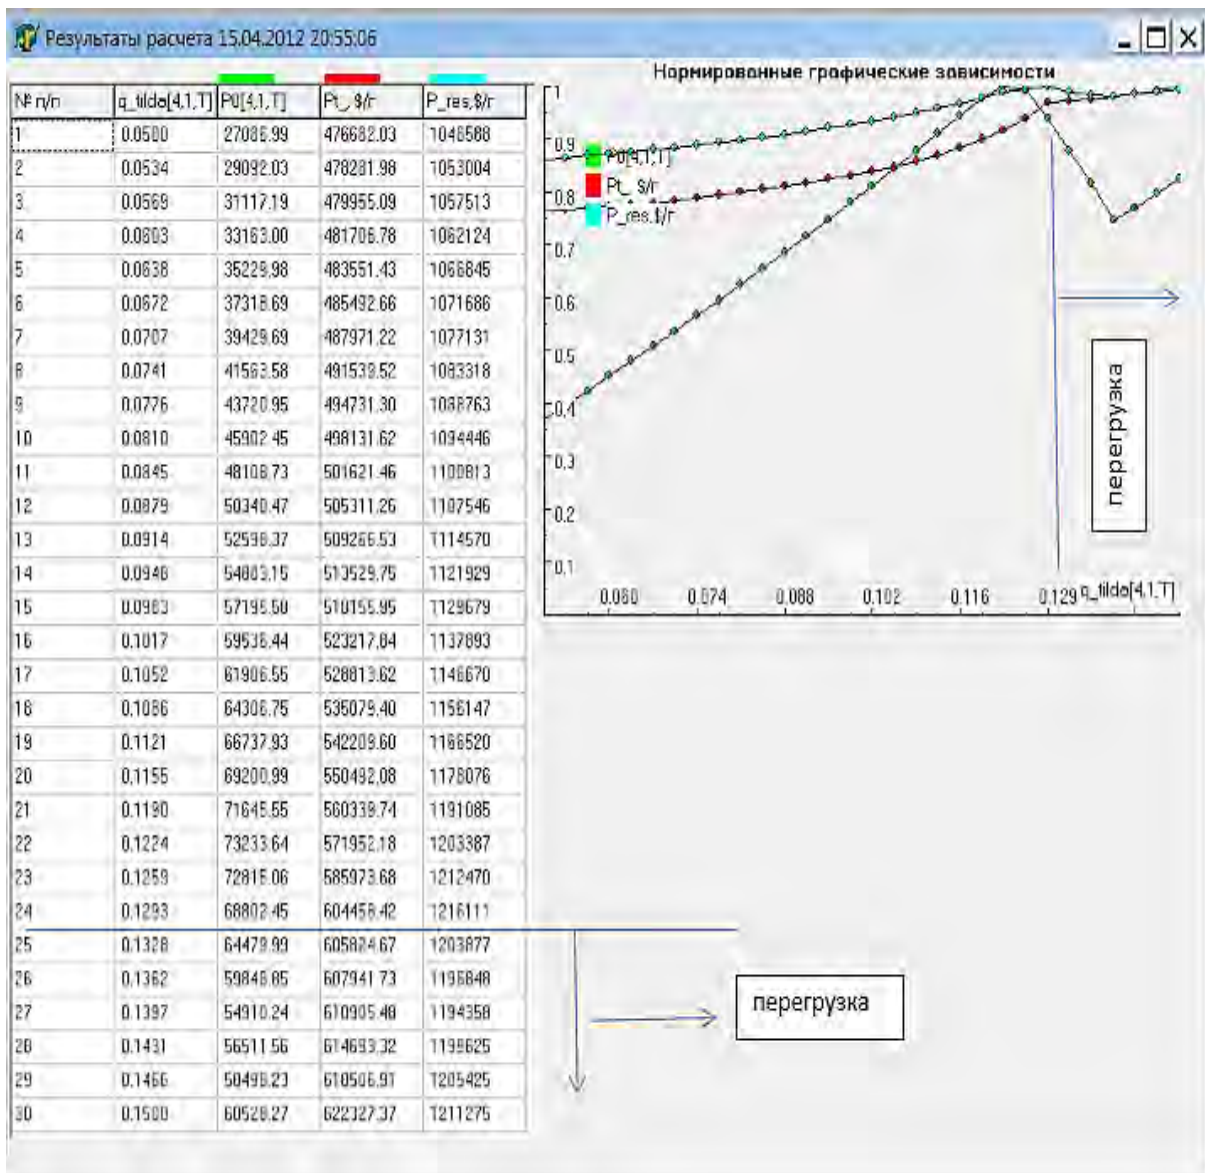 Результаты расчета 15.04.2012 20:55:06
№ п/п q_tilda[4,1,T] P0[4,1,T] Pt_, $/г P_res,$/г
1 0.0500 27086.99 476682.03 1048588
2 0.0534 29092.03 478281.98 1053004
3 0.0569 31117.19 479955.09 1057513
4 0.0603 33163.00 481706.78 1062124
5 0.0638 35229.98 483551.43 1066845
6 0.0672 37318.69 485492.66 1071686
7 0.0707 39429.69 487971.22 1077131
8 0.0741 41563.58 491539.52 1083318
9 0.0776 43720.95 494731.30 1088763
10 0.0810 45902.45 498131.62 1094446
11 0.0845 48108.73 501621.46 1100813
12 0.0879 50340.47 505311.26 1107546
13 0.0914 52598.37 509266.53 1114570
14 0.0948 54883.15 513529.75 1121929
15 0.0983 57195.50 1129679
16 0.1017 59536.44 523217.84 1137893
17 0.1052 61906.55 528813.62 1146670
18 0.1086 64306.75 535079.40 1156147
19 0.1121 66737.93 542209.60 1166520
20 0.1155 69200.99 550492.08 1178076
21 0.1190 71645.55 560339.74 1191085
22 0.1224 73233.64 571952.18 1203387
23 0.1259 72815.06 585973.68 1212470
24 0.1293 68802.45 604458.42 1216111
25 0.1328 64479.99 605824.67 1203877
26 0.1362 59846.85 607941.73 1196848
27 0.1397 54910.24 610905.48 1194358
28 0.1431 56511.56 614693.32 1199625
29 0.1466 1205425
30 0.1500 60528.27 622327.37 1211275
Нормированные графические зависимости
1
0.9
P0[4,1,T]
0.8
Pt_, $/г
P_res,$/г
0.7
0.6
0.5
0.4
0.3
0.2
0.1
0.060 0.074 0.088 0.102 0.116 0.129 q_tilda[4,1,T]
перегрузка
перегрузка